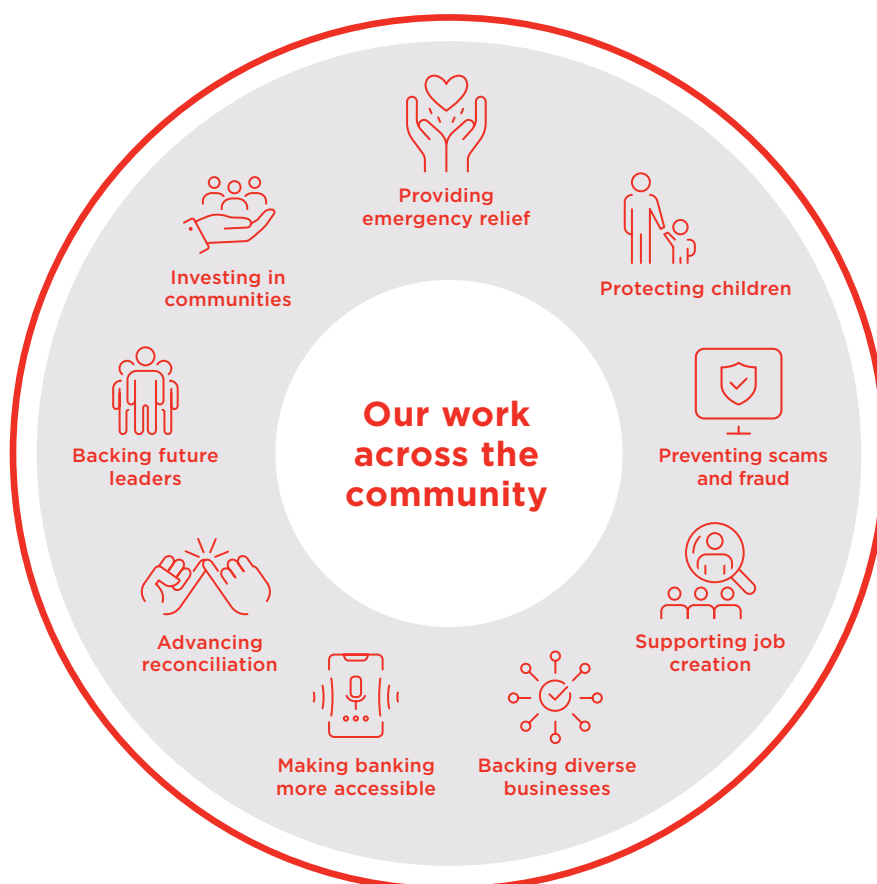 Providing
emergency relief
Protecting children
Preventing scams
and fraud
Supporting job
creation
Backing diverse
businesses
Making banking
more accessible
Advancing
reconciliation
Backing future
leaders
Investing in
communities
Our work
across the
community